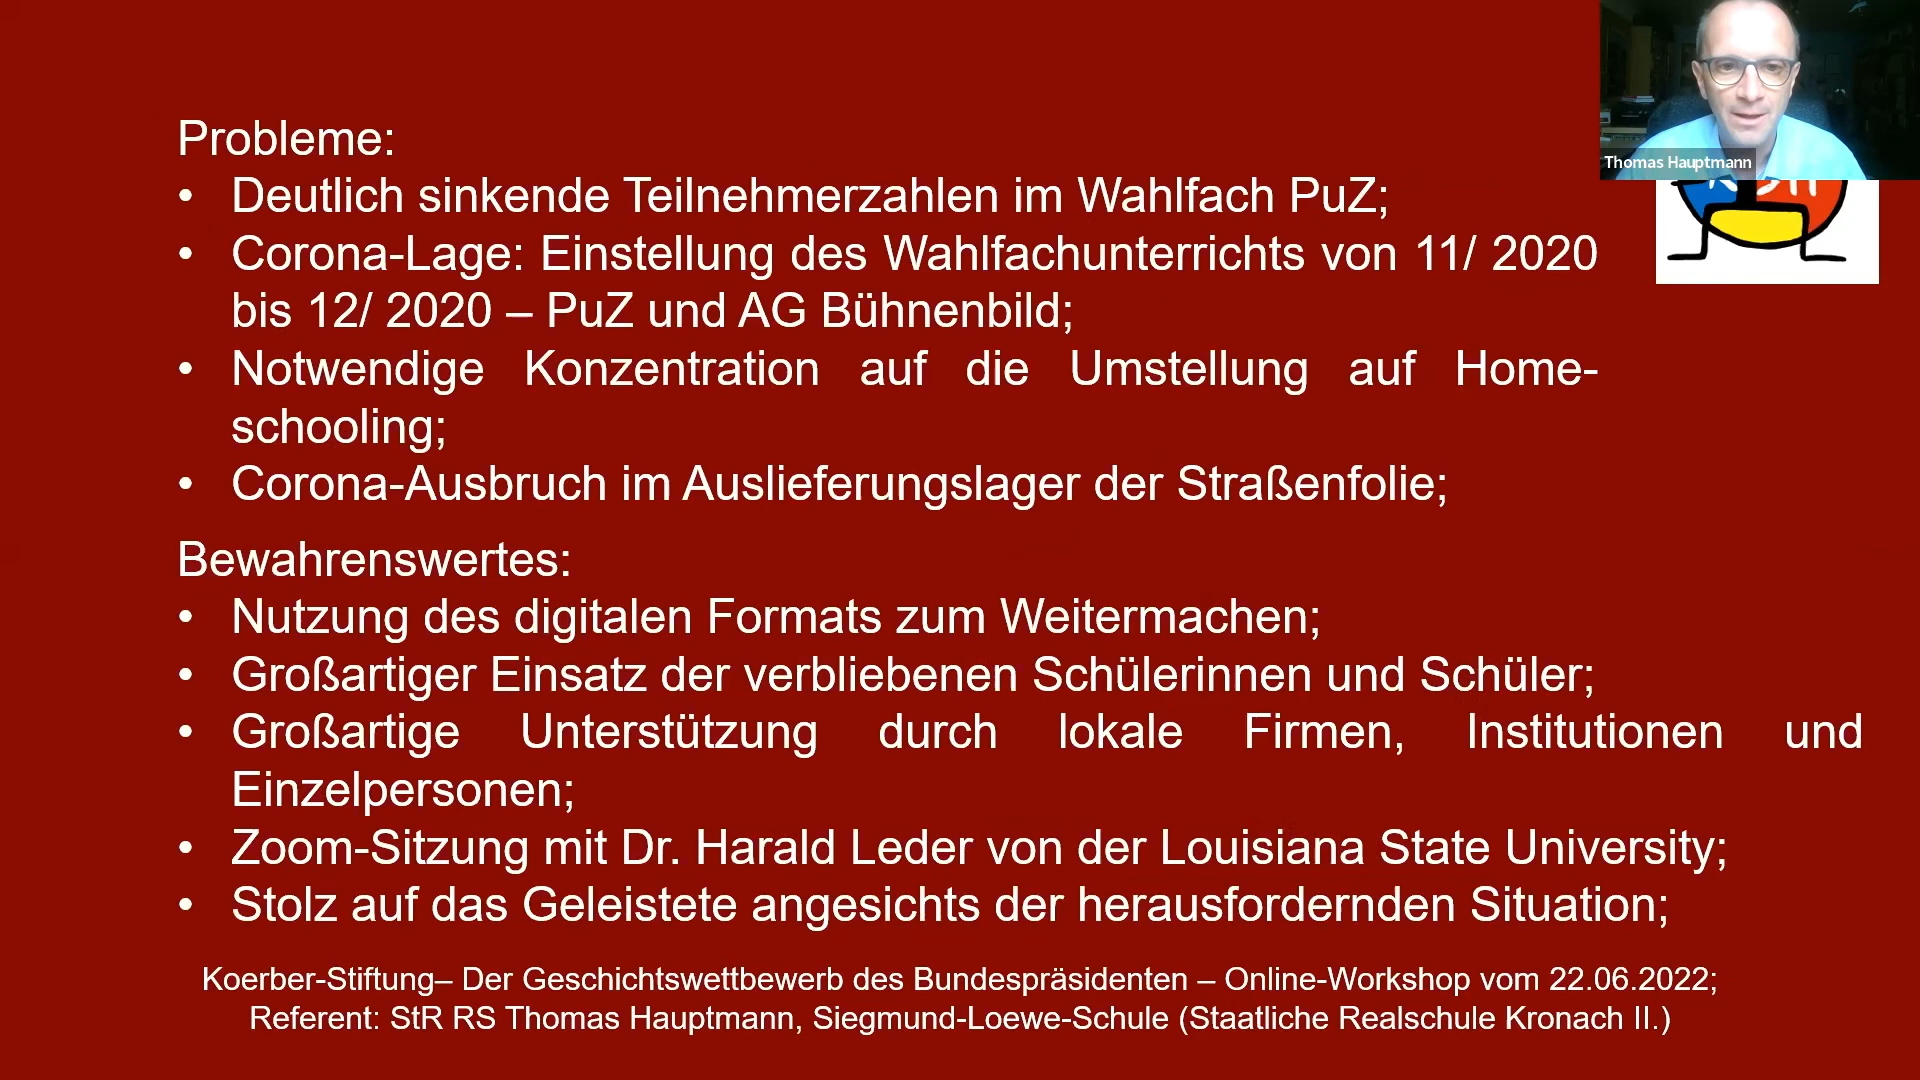 Probleme:
• Deutlich sinkende Teilnehmerzahlen im Wahlfach PuZ;
• Corona-Lage: Einstellung des Wahlfachunterrichts von 11/ 2020
bis 12/ 2020 – PuZ und AG Bühnenbild;
• Notwendige Konzentration auf die Umstellung auf Home-
schooling;
• Corona-Ausbruch im Auslieferungslager der Straßenfolie;
Thomas Hauptmann
Bewahrenswertes:
• Nutzung des digitalen Formats zum Weitermachen;
• Großartiger Einsatz der verbliebenen Schülerinnen und Schüler;
• Großartige Unterstützung durch lokale Firmen, Institutionen und
Einzelpersonen;
• Zoom-Sitzung mit Dr. Harald Leder von der Louisiana State University;
• Stolz auf das Geleistete angesichts der herausfordernden Situation;
Koerber-Stiftung– Der Geschichtswettbewerb des Bundespräsidenten – Online-Workshop vom 22.06.2022;
Referent: StR RS Thomas Hauptmann, Siegmund-Loewe-Schule (Staatliche Realschule Kronach II.)